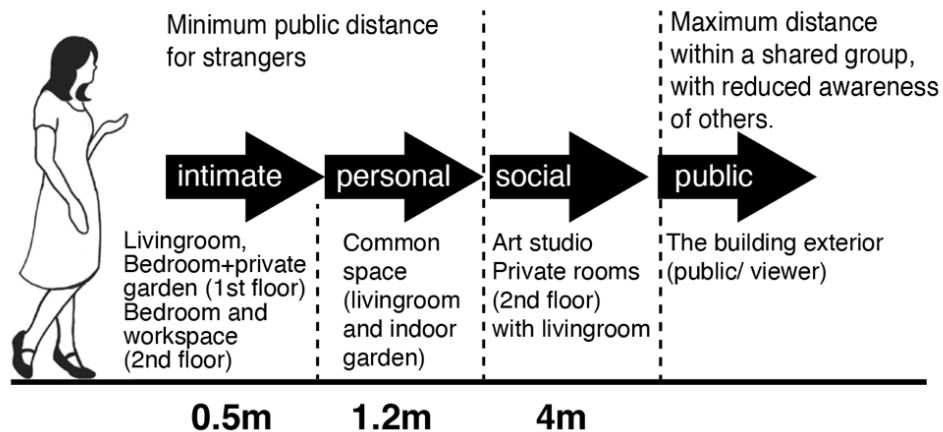 Minimum public distance
for strangers
Maximum distance
within a shared group,
with reduced awareness
of others.
intimate
personal
social
public
Livingroom,
Bedroom+private
garden (1st floor)
Bedroom and
workspace
(2nd floor)
Common
space
(livingroom
and indoor
garden)
Art studio
Private rooms
(2nd floor)
with livingroom
The building exterior
(public/ viewer)
0.5m
1.2m
4m